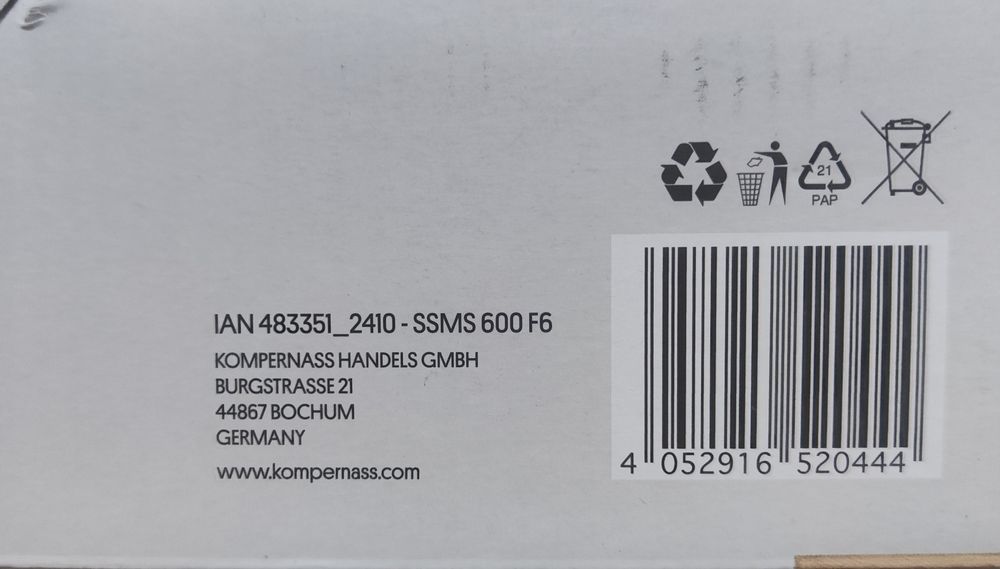 21
PAP
IAN 483351_2410 - SSMS 600 F6
KOMPERNASS HANDELS GMBH
BURGSTRASSE 21
44867 BOCHUM
GERMANY
www.kompernass.com
4 052916 520444